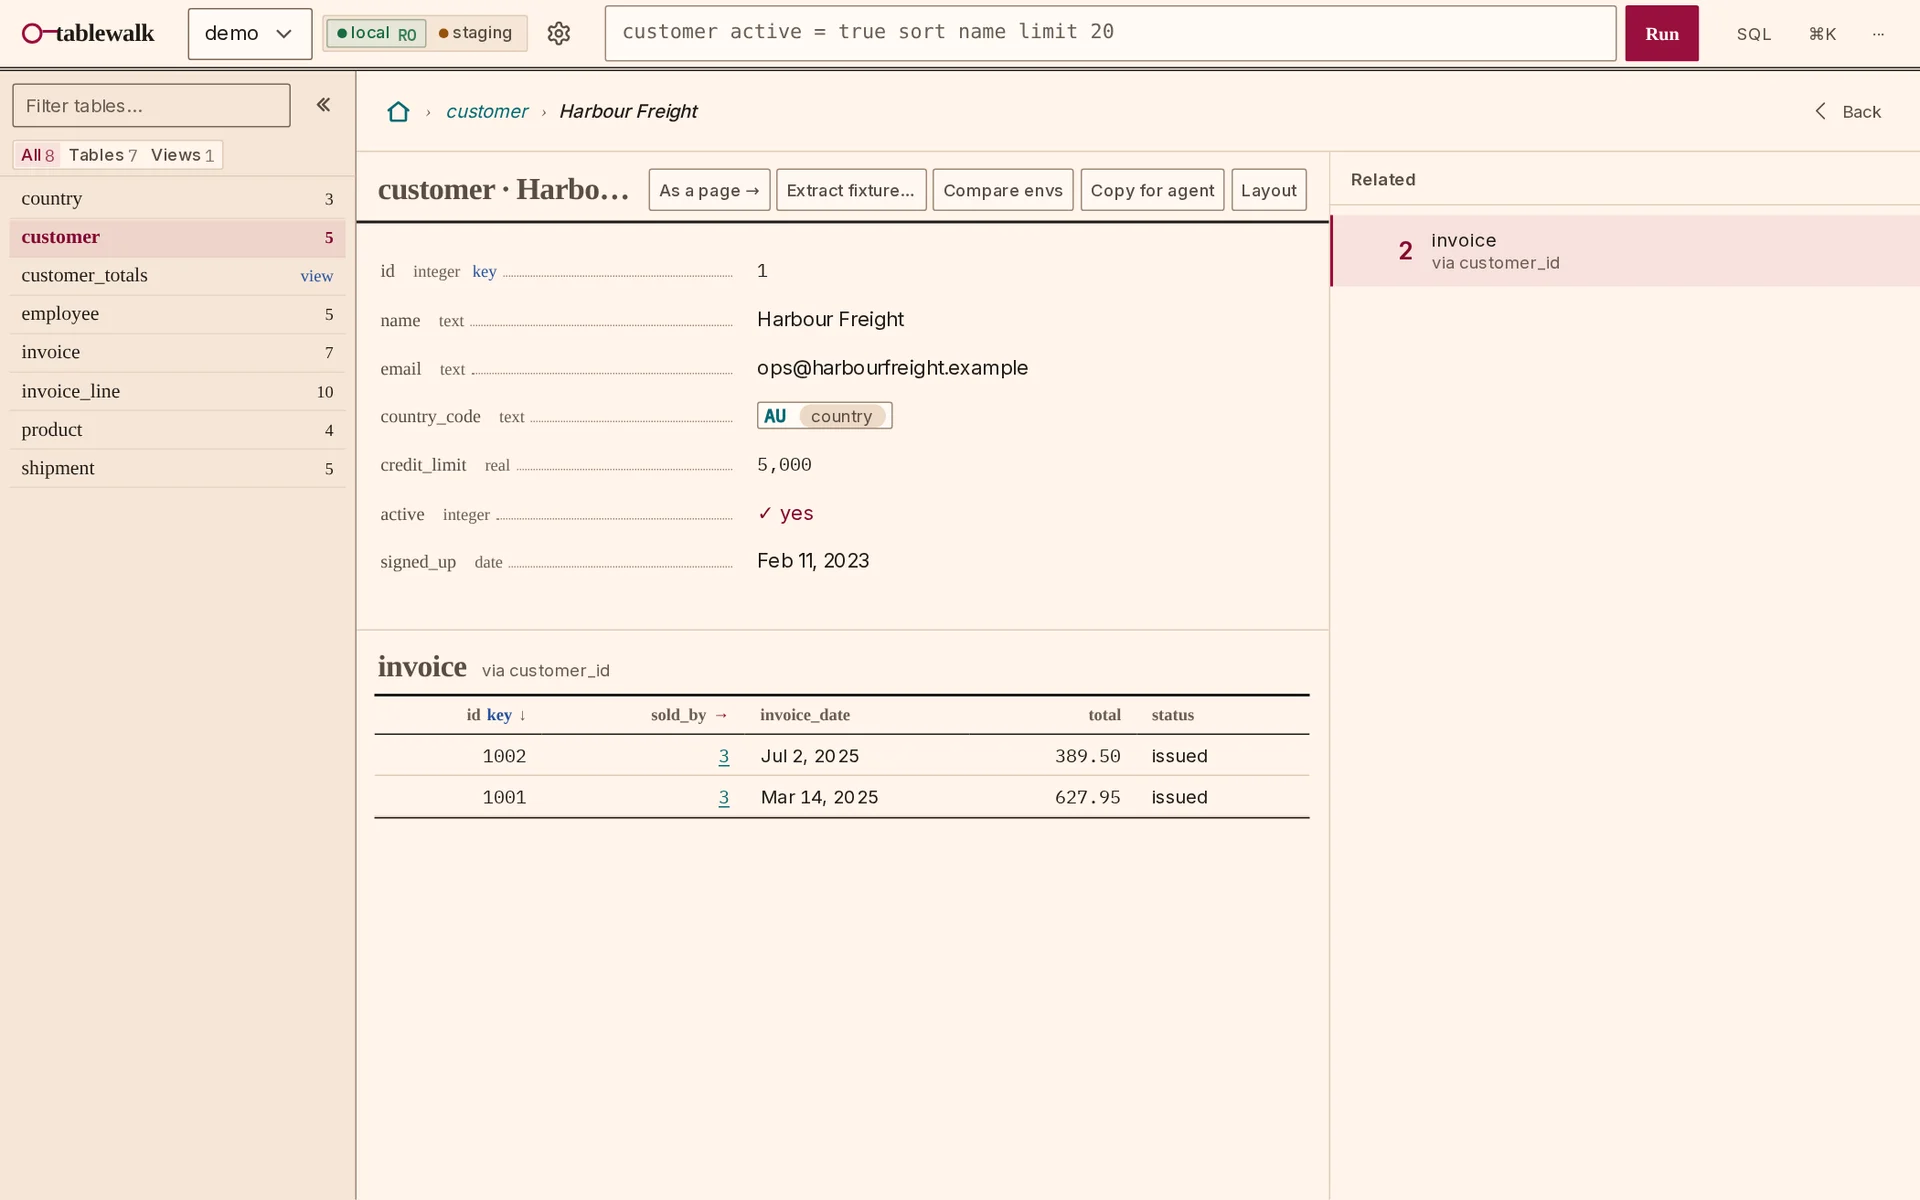 tablewalk
demo
local RO
staging
customer active = true sort name limit 20
Run
SQL
⌘K
···
Filter tables...
All 8 Tables 7 Views 1
country 3
customer 5
customer_totals view
employee 5
invoice 7
invoice_line 10
product 4
shipment 5
› customer › Harbour Freight
Back
customer · Harbo…
As a page →
Extract fixture...
Compare envs
Copy for agent
Layout
id integer key 1
name text Harbour Freight
email text ops@harbourfreight.example
country_code text AU country
credit_limit real 5,000
active integer ✓ yes
signed_up date Feb 11, 2023
invoice via customer_id
id key ↓ sold_by → invoice_date total status
1002 3 Jul 2, 2025 389.50 issued
1001 3 Mar 14, 2025 627.95 issued
Related
2 invoice
via customer_id